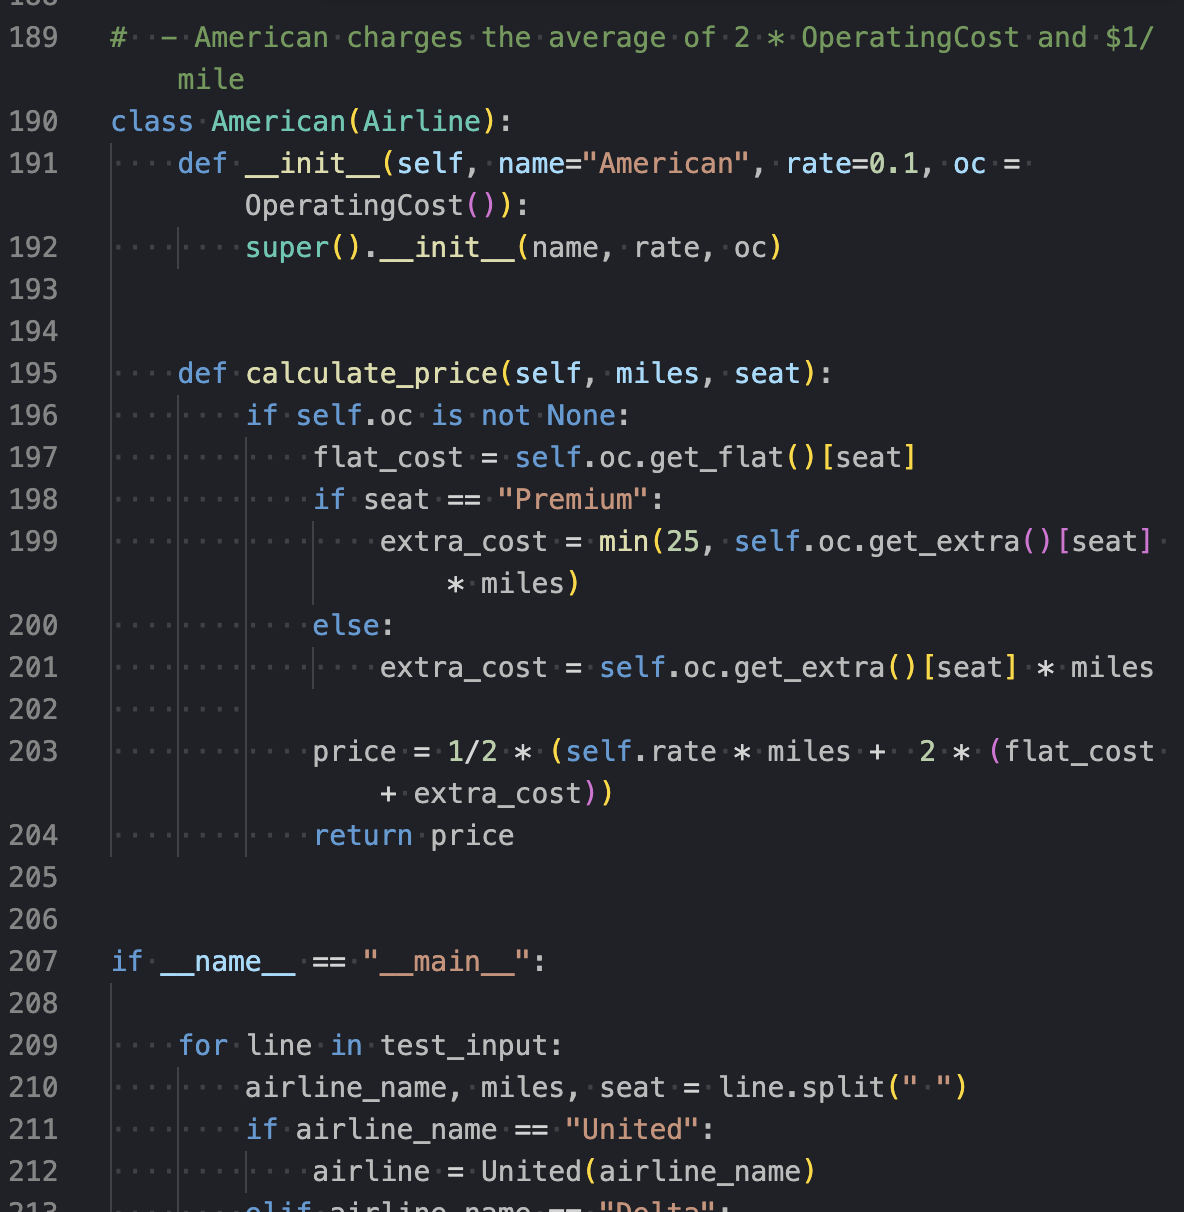 189 #  - American charges the average of 2 * OperatingCost and $1/
mile
190 class American(Airline):
191     def __init__(self, name="American", rate=0.1, oc =
OperatingCost()):
192         super().__init__(name, rate, oc)
193
194
195     def calculate_price(self, miles, seat):
196         if self.oc is not None:
197             flat_cost = self.oc.get_flat()[seat]
198             if seat == "Premium":
199                 extra_cost = min(25, self.oc.get_extra()[seat]
* miles)
200             else:
201                 extra_cost = self.oc.get_extra()[seat] * miles
202
203             price = 1/2 * (self.rate * miles +  2 * (flat_cost
+ extra_cost))
204             return price
205
206
207 if __name__ == "__main__":
208
209     for line in test_input:
210         airline_name, miles, seat = line.split(" ")
211         if airline_name == "United":
212             airline = United(airline_name)
213         elif airline_name == "Delta":